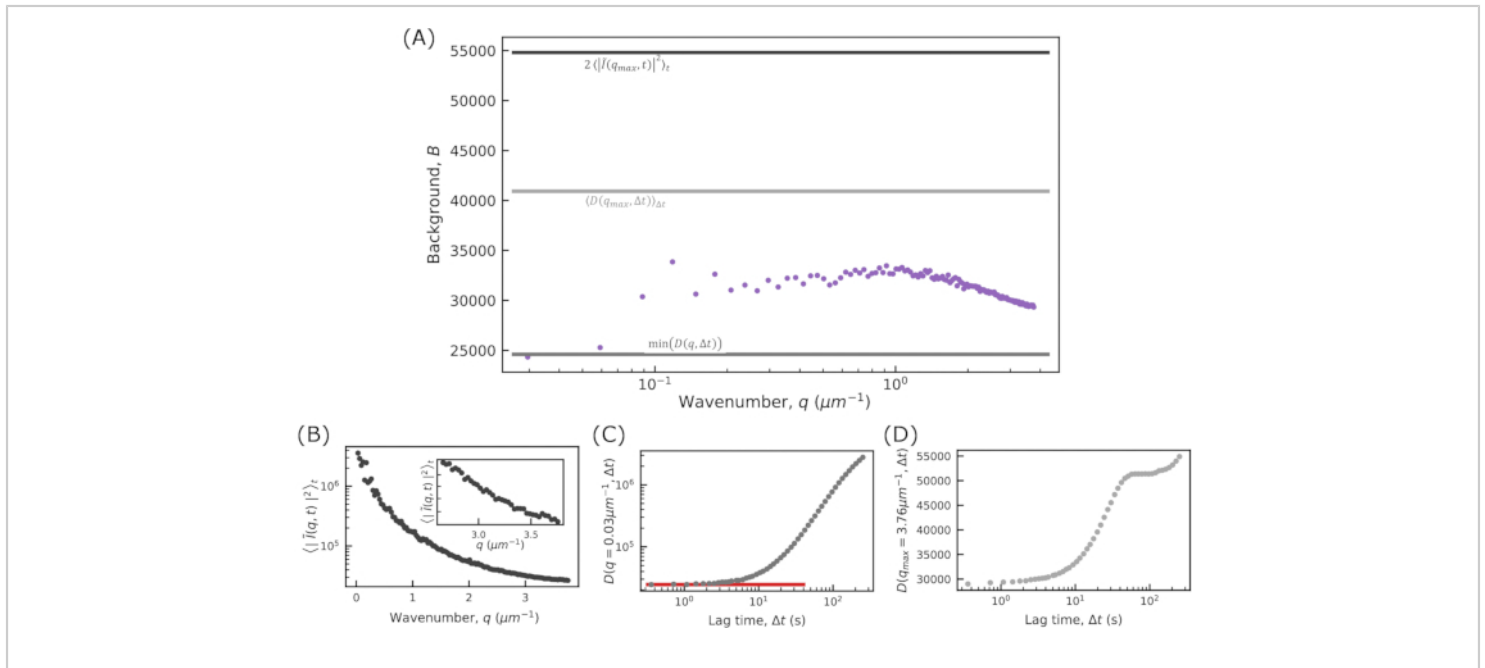 (A)
55000
2⟨|Ĩ(q_max, t)|²⟩_t
50000
45000
40000
⟨D(q_max, Δt)⟩_Δt
35000
30000
25000
min(D(q, Δt))
Background, B
10⁻¹ 10⁰
Wavenumber, q (μm⁻¹)
(B)
⟨|Ĩ(q, t)|²⟩_t
10⁶
10⁵
0 1 2 3
Wavenumber, q (μm⁻¹)
⟨|Ĩ(q, t)|²⟩_t
3.0 3.5
q (μm⁻¹)
(C)
D(q = 0.03μm⁻¹, Δt)
10⁶
10⁵
10⁰ 10¹ 10²
Lag time, Δt (s)
(D)
D(q_max = 3.76μm⁻¹, Δt)
55000
50000
45000
40000
35000
30000
10⁰ 10¹ 10²
Lag time, Δt (s)